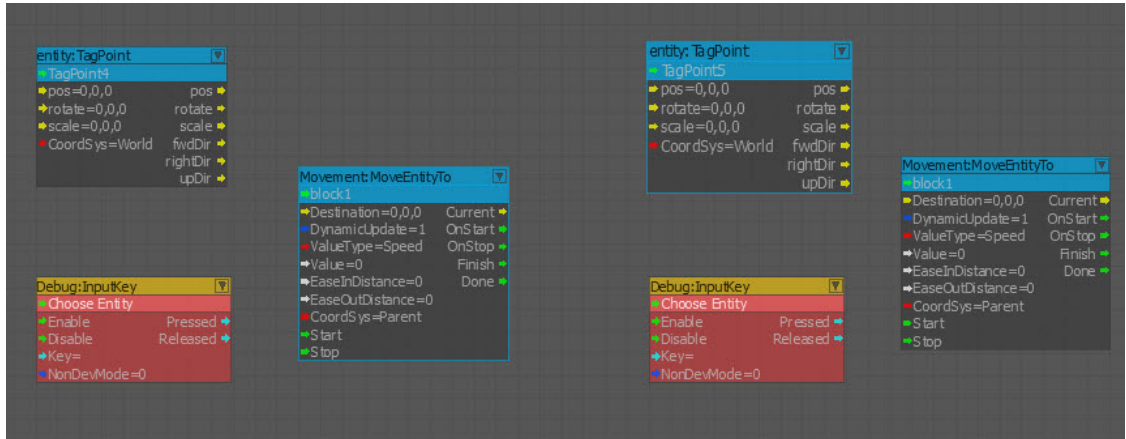 entity:TagPoint
TagPoint4
pos=0,0,0 pos
rotate=0,0,0 rotate
scale=0,0,0 scale
CoordSys=World fwdDir
rightDir
upDir
Movement:MoveEntityTo
block1
Destination=0,0,0 Current
DynamicUpdate=1 OnStart
ValueType=Speed OnStop
Value=0 Finish
EaseInDistance=0 Done
EaseOutDistance=0
CoordSys=Parent
Start
Stop
Debug:InputKey
Choose Entity
Enable Pressed
Disable Released
Key=
NonDevMode=0
entity:TagPoint
TagPoint5
pos=0,0,0 pos
rotate=0,0,0 rotate
scale=0,0,0 scale
CoordSys=World fwdDir
rightDir
upDir
Movement:MoveEntityTo
block1
Destination=0,0,0 Current
DynamicUpdate=1 OnStart
ValueType=Speed OnStop
Value=0 Finish
EaseInDistance=0 Done
EaseOutDistance=0
CoordSys=Parent
Start
Stop
Debug:InputKey
Choose Entity
Enable Pressed
Disable Released
Key=
NonDevMode=0